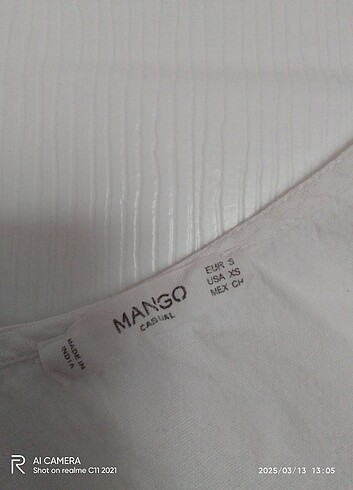 EUR S
USA XS
MEX CH
MANGO
CASUAL
MADE IN
INDIA
AI CAMERA
Shot on realme C11 2021
2025/03/13 13:05